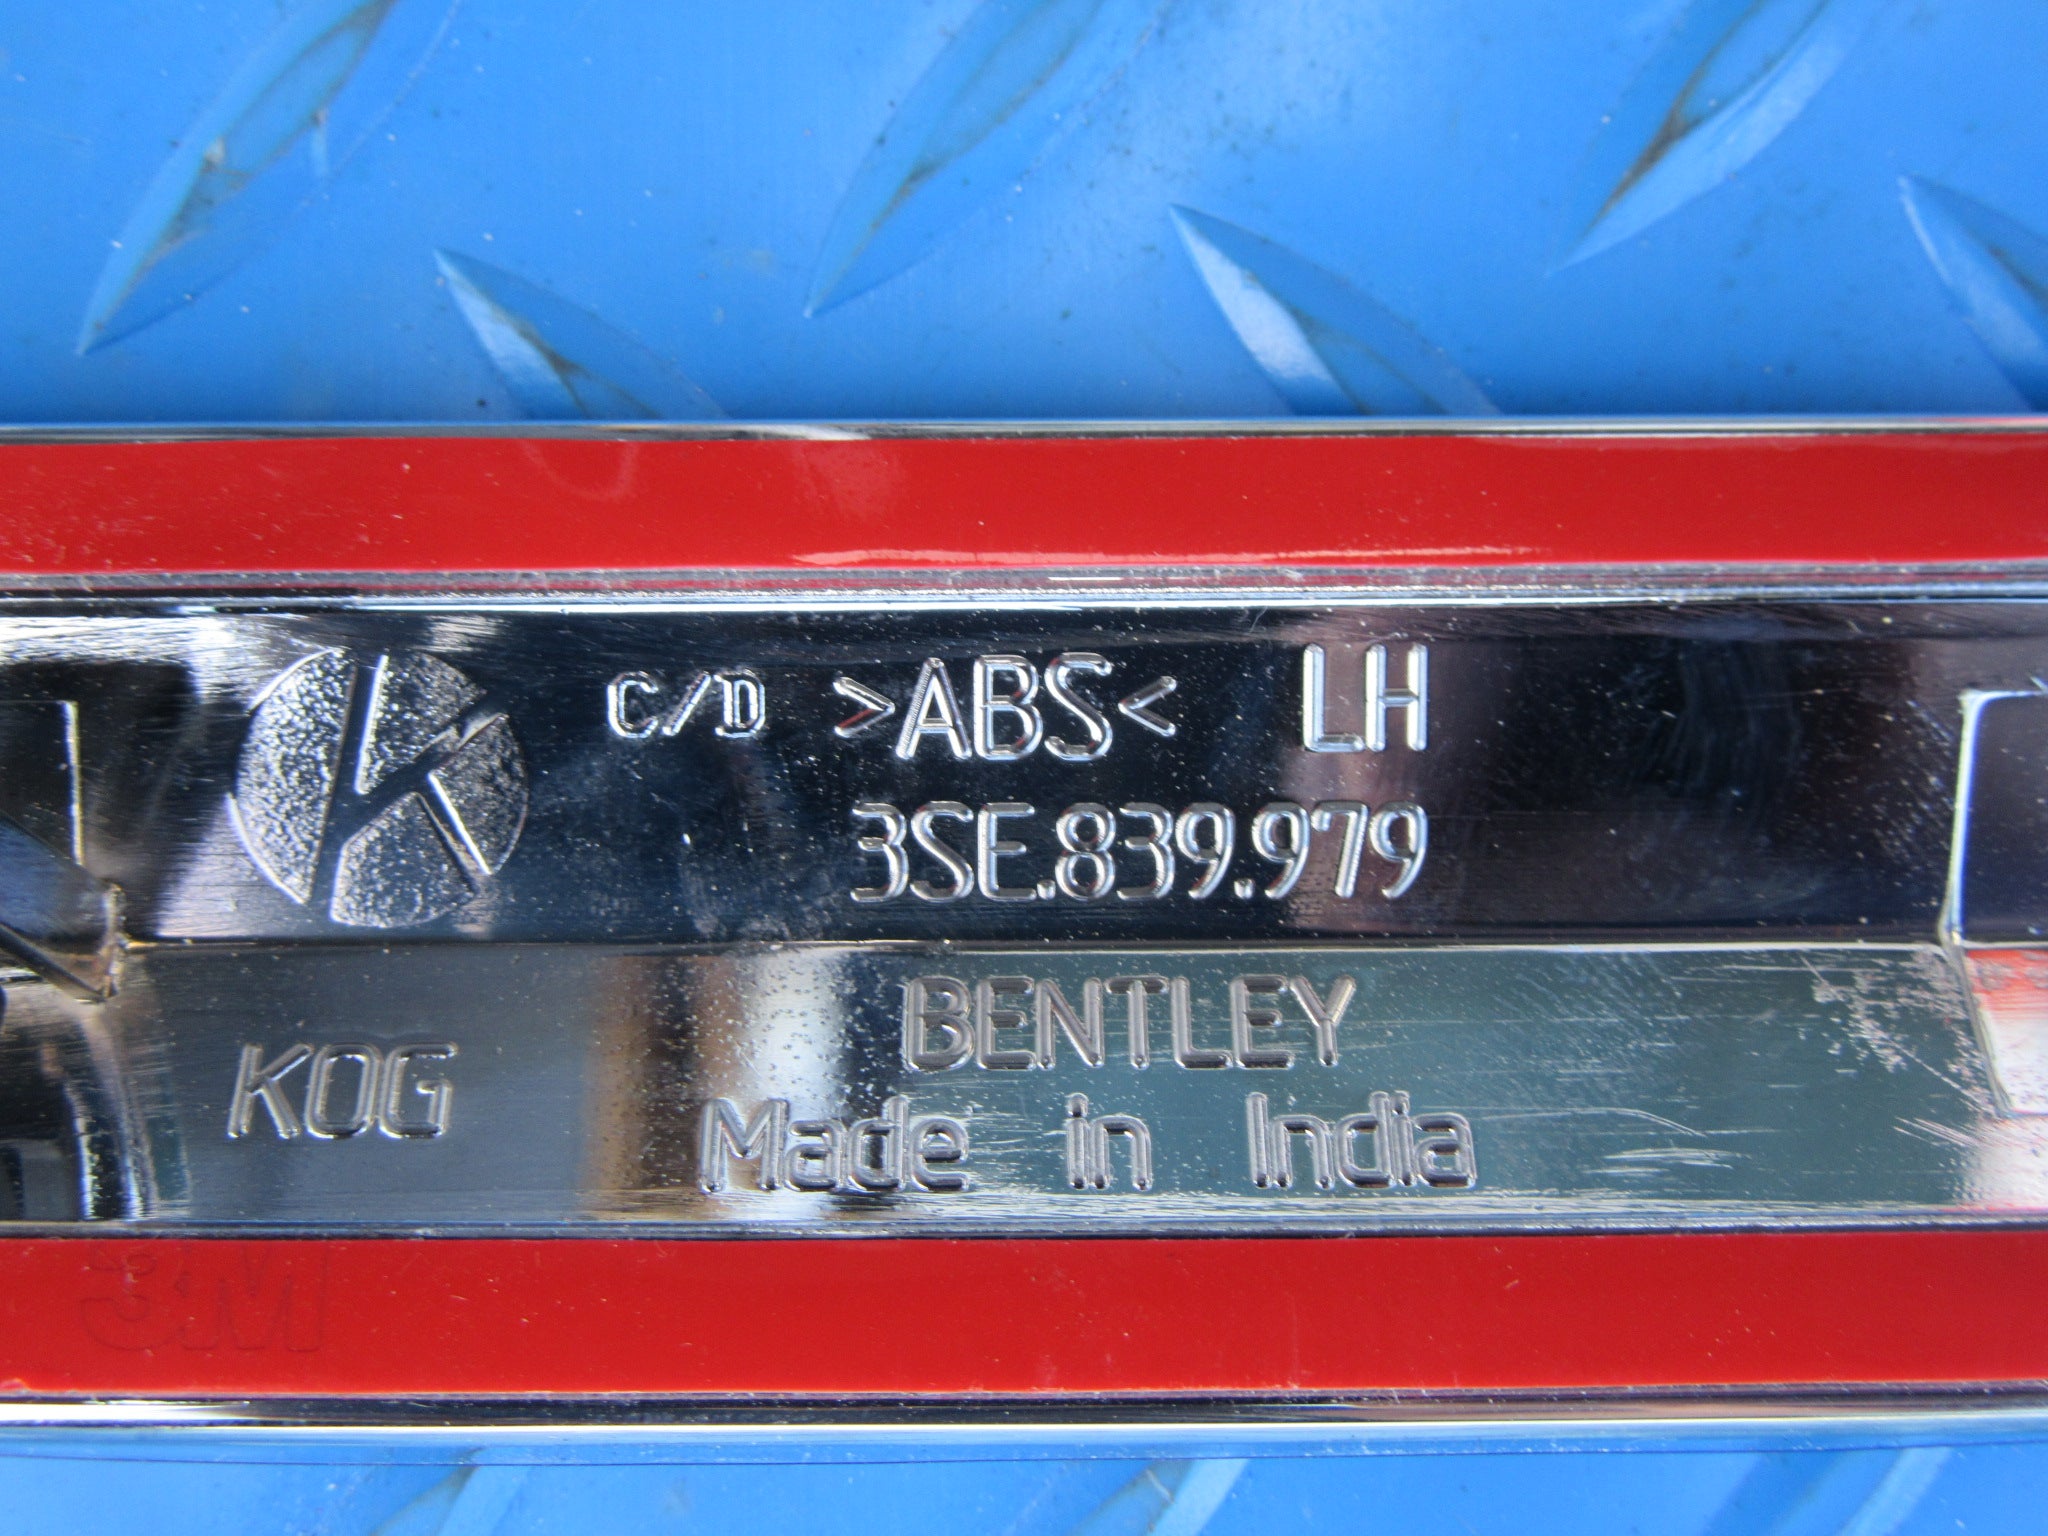 K
C/D >ABS< LH
3SE.839.979
BENTLEY
KOG
Made in India
3M